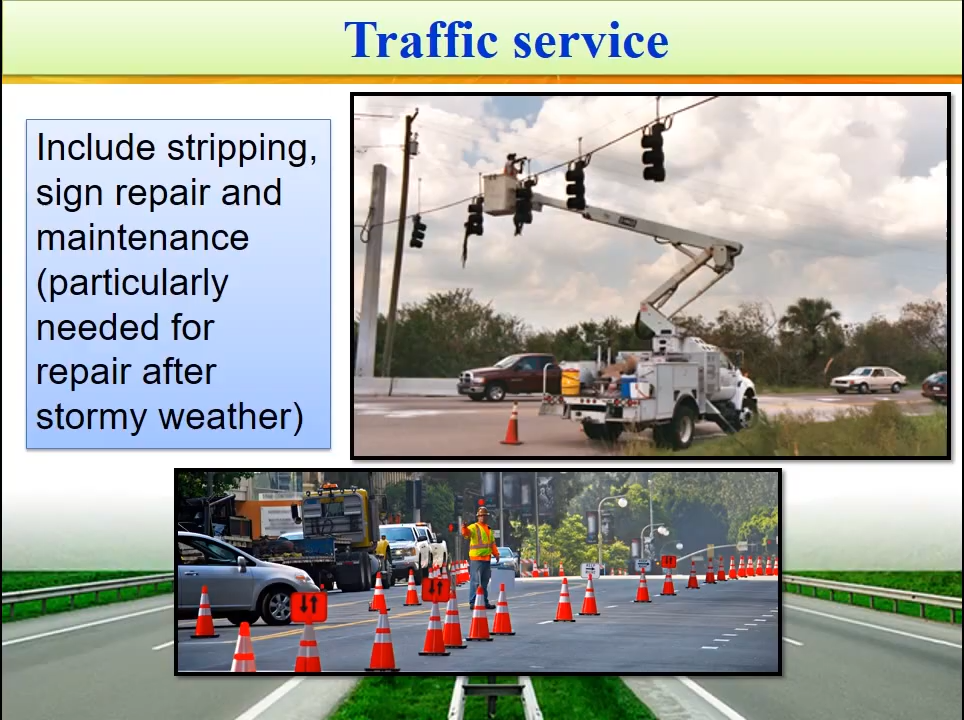 Traffic service
Include stripping,
sign repair and
maintenance
(particularly
needed for
repair after
stormy weather)